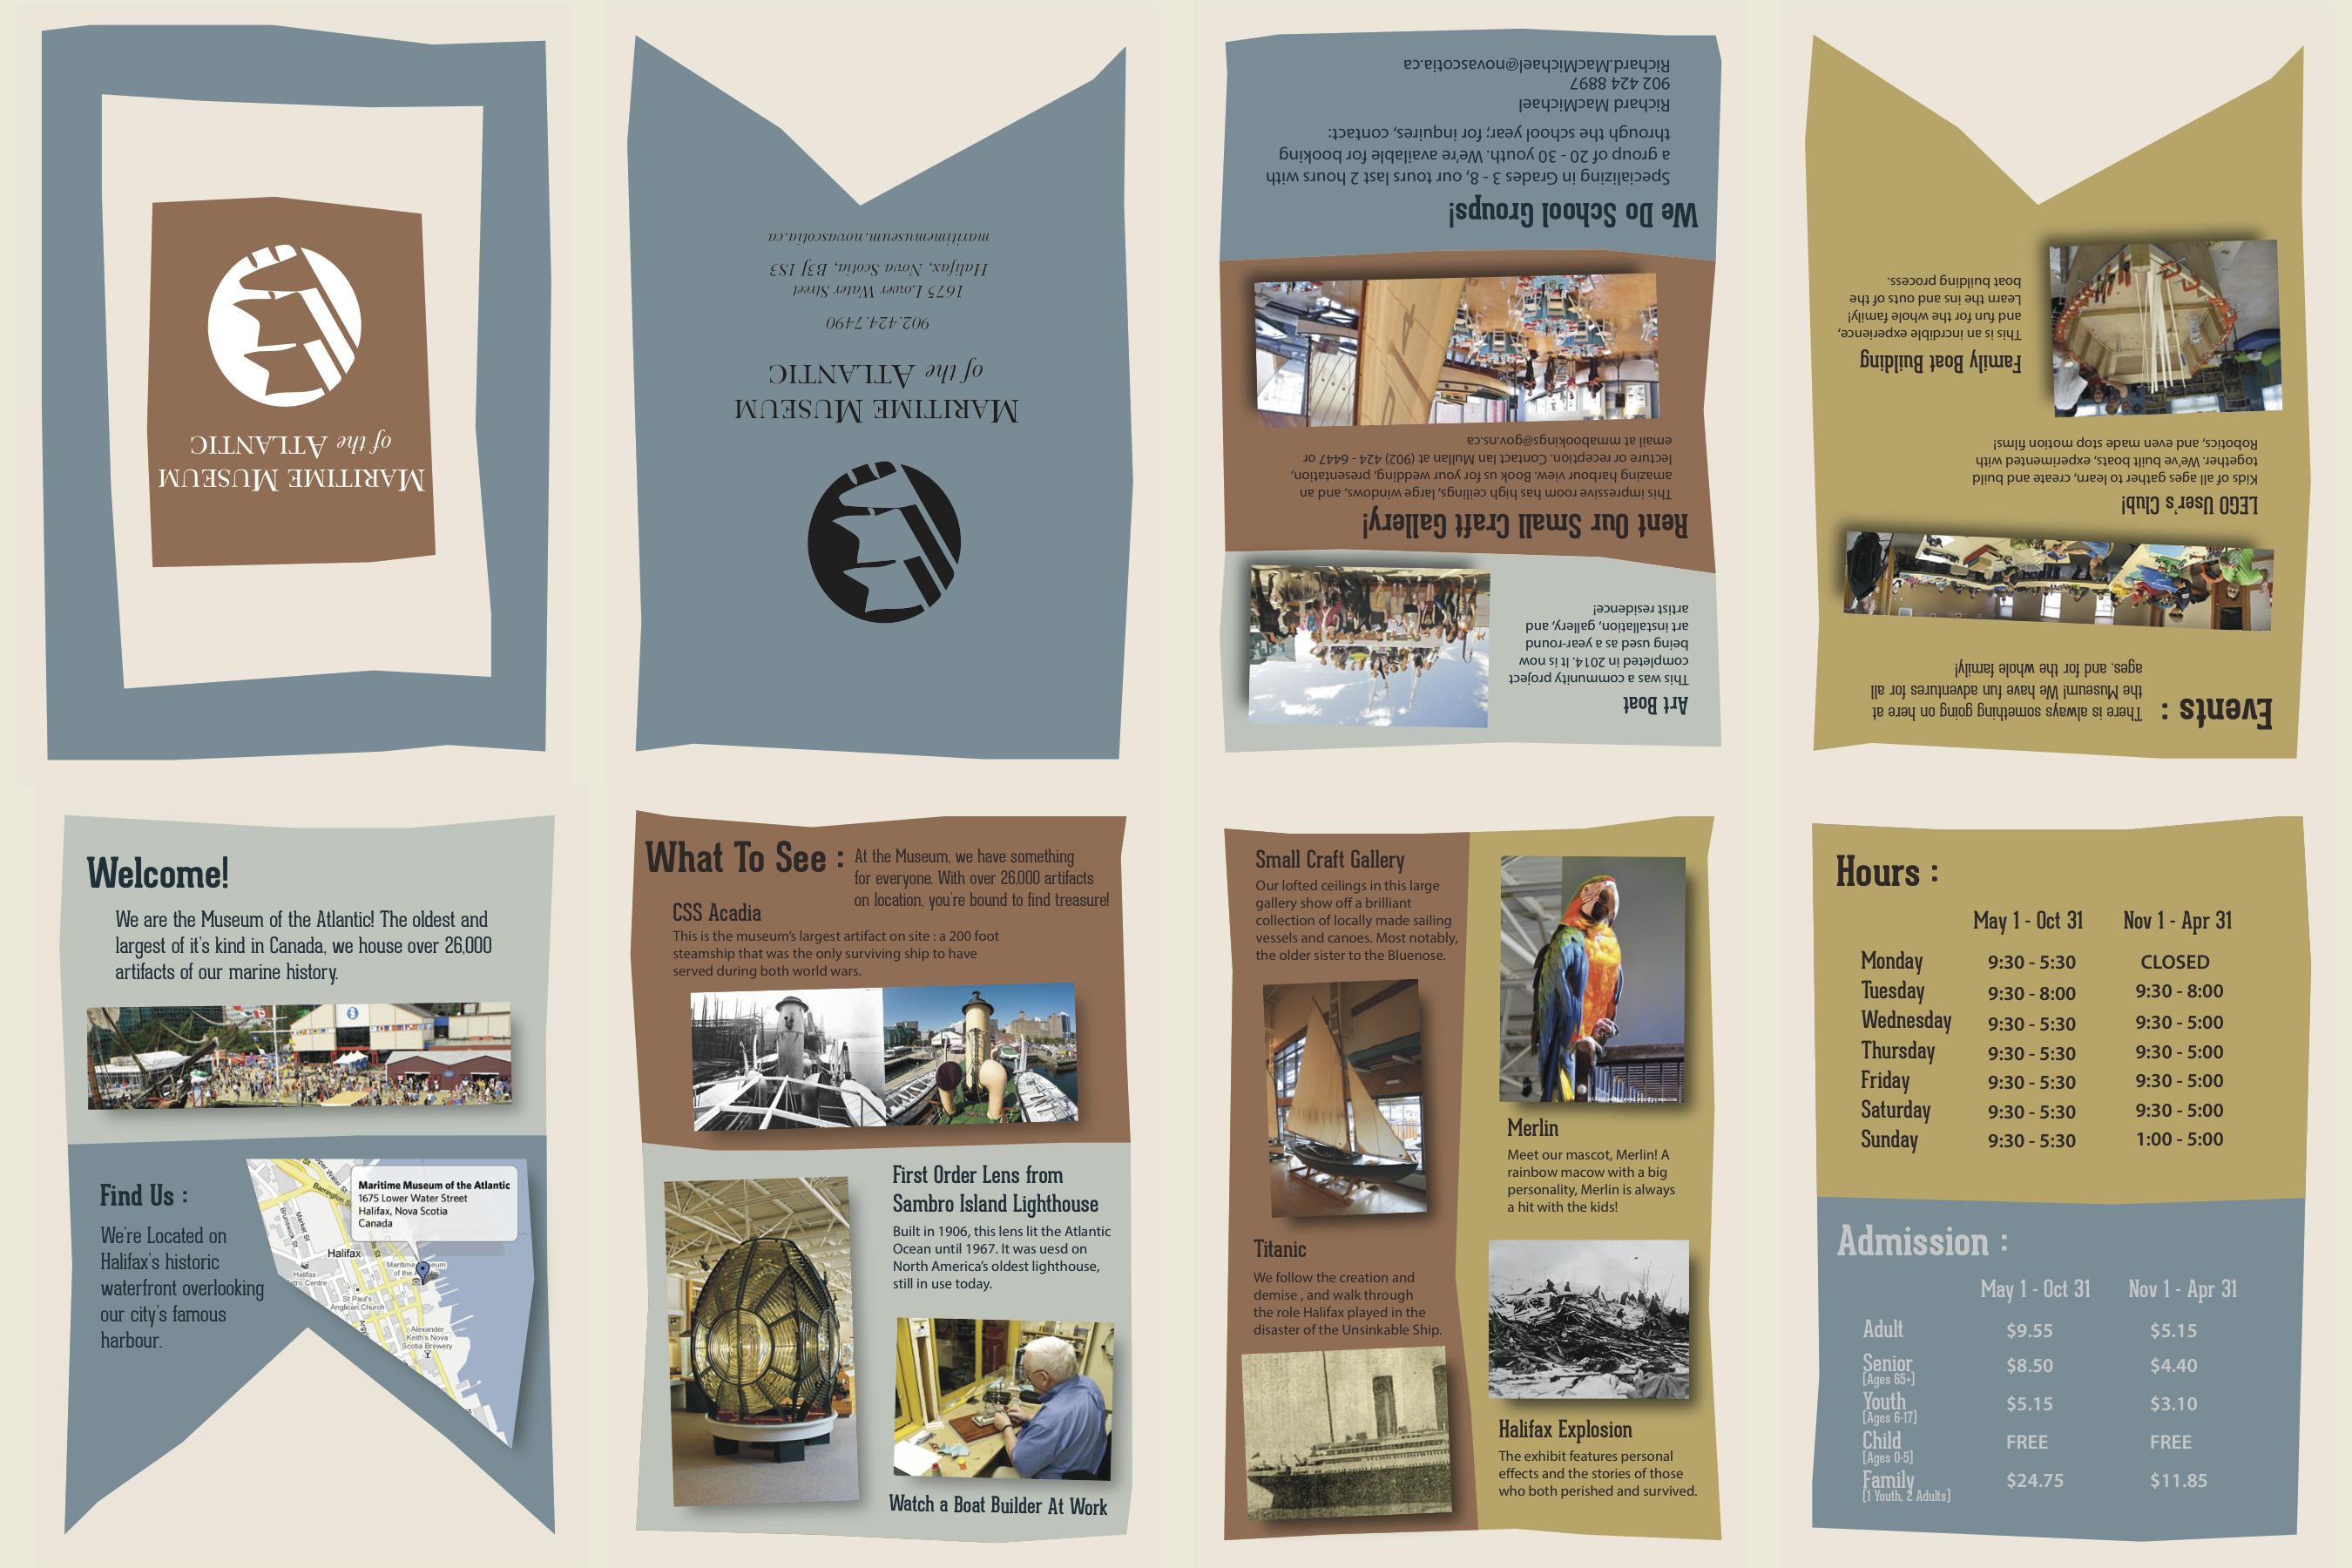 MARITIME MUSEUM
of the ATLANTIC
MARITIME MUSEUM
of the ATLANTIC
902.424.7490
1675 Lower Water Street
Halifax, Nova Scotia, B3J 1S3
maritimemuseum.novascotia.ca
Art Boat
This was a community project
completed in 2014. It is now
being used as a year-round
art installation, gallery, and
artist residence!
Rent Our Small Craft Gallery!
This impressive room has high ceilings, large windows, and an
amazing harbour view. Book us for your wedding, presentation,
lecture or reception. Contact Ian Mullan at (902) 424 - 6447 or
email at mmabookings@gov.ns.ca
We Do School Groups!
Specializing in Grades 3 - 8, our tours last 2 hours with
a group of 20 - 30 youth. We're available for booking
through the school year; for inquires, contact:
Richard MacMichael
902 424 8897
Richard.MacMichael@novascotia.ca
Events :
There is always something going on here at
the Museum! We have fun adventures for all
ages, and for the whole family!
LEGO User's Club!
Kids of all ages gather to learn, create and build
together. We've built boats, experimented with
Robotics, and even made stop motion films!
Family Boat Building
This is an incredible experience,
and fun for the whole family!
Learn the ins and outs of the
boat building process.
Welcome!
We are the Museum of the Atlantic! The oldest and
largest of it's kind in Canada, we house over 26,000
artifacts of our marine history.
Find Us :
We're Located on
Halifax's historic
waterfront overlooking
our city's famous
harbour.
Maritime Museum of the Atlantic
1675 Lower Water Street
Halifax, Nova Scotia
Canada
Upper Water St
Barrington St
Market St
Brunswick St
Halifax
Halifax
Metro Centre
Maritime Museum
of the
St Paul's
Anglican Church
Alexander
Keith's Nova
Scotia Brewery
What To See :
At the Museum, we have something
for everyone. With over 26,000 artifacts
on location, you're bound to find treasure!
CSS Acadia
This is the museum's largest artifact on site : a 200 foot
steamship that was the only surviving ship to have
served during both world wars.
First Order Lens from
Sambro Island Lighthouse
Built in 1906, this lens lit the Atlantic
Ocean until 1967. It was uesd on
North America's oldest lighthouse,
still in use today.
Watch a Boat Builder At Work
Small Craft Gallery
Our lofted ceilings in this large
gallery show off a brilliant
collection of locally made sailing
vessels and canoes. Most notably,
the older sister to the Bluenose.
Titanic
We follow the creation and
demise , and walk through
the role Halifax played in the
disaster of the Unsinkable Ship.
Merlin
Meet our mascot, Merlin! A
rainbow macow with a big
personality, Merlin is always
a hit with the kids!
Halifax Explosion
The exhibit features personal
effects and the stories of those
who both perished and survived.
Hours :
May 1 - Oct 31 Nov 1 - Apr 31
Monday 9:30 - 5:30 CLOSED
Tuesday 9:30 - 8:00 9:30 - 8:00
Wednesday 9:30 - 5:30 9:30 - 5:00
Thursday 9:30 - 5:30 9:30 - 5:00
Friday 9:30 - 5:30 9:30 - 5:00
Saturday 9:30 - 5:30 9:30 - 5:00
Sunday 9:30 - 5:30 1:00 - 5:00
Admission :
May 1 - Oct 31 Nov 1 - Apr 31
Adult $9.55 $5.15
Senior $8.50 $4.40
[Ages 65+]
Youth $5.15 $3.10
[Ages 6-17]
Child FREE FREE
[Ages 0-5]
Family $24.75 $11.85
[1 Youth, 2 Adults]